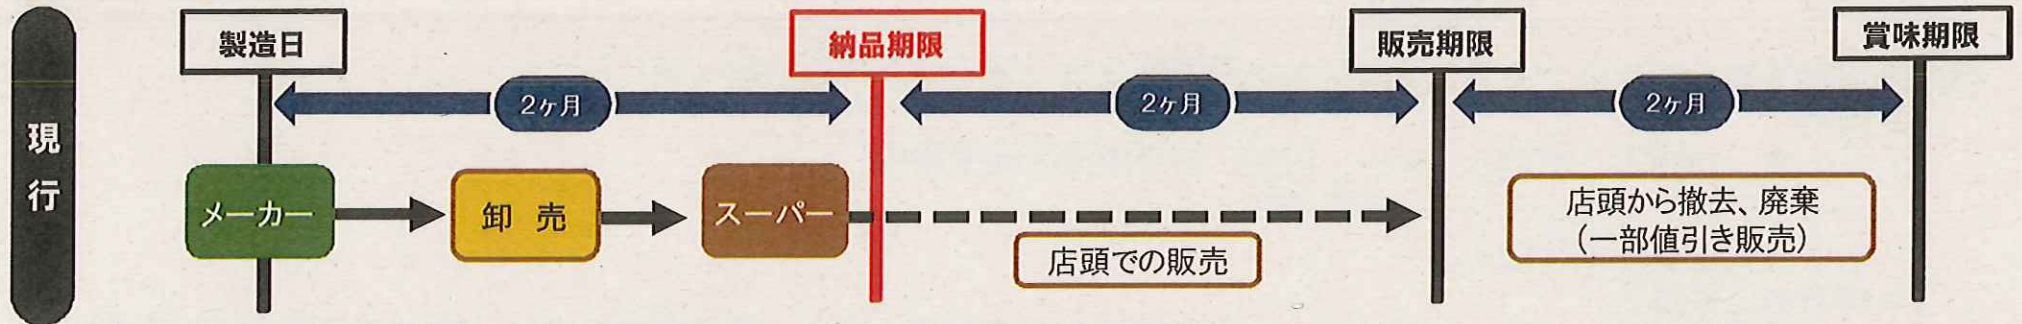 現行
製造日
納品期限
販売期限
賞味期限
2ヶ月
2ヶ月
2ヶ月
メーカー
卸 売
スーパー
店頭での販売
店頭から撤去、廃棄
(一部値引き販売)